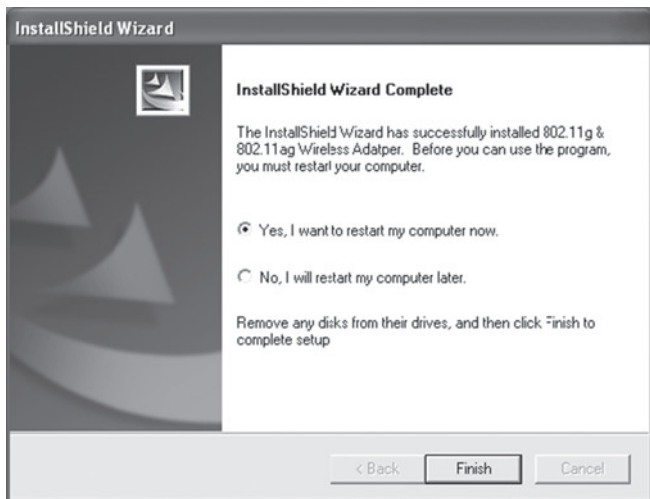 InstallShield Wizard
InstallShield Wizard Complete
The InstallShield Wizard has successfully installed 802.11g &
802.11ag Wireless Adatper. Before you can use the program,
you must restart your computer.
Yes, I want to restart my computer now.
No, I will restart my computer later.
Remove any disks from their drives, and then click Finish to
complete setup
< Back
Finish
Cancel